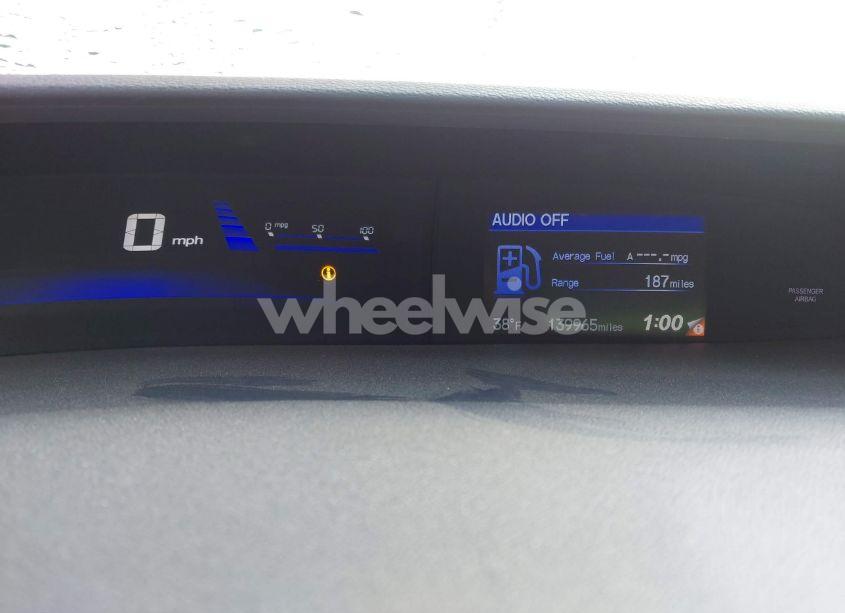 0 mph
0 mpg 50 100
AUDIO OFF
Average Fuel A ---.- mpg
Range 187 miles
38°F 139965 miles 1:00
PASSENGER
AIRBAG
wheelwise